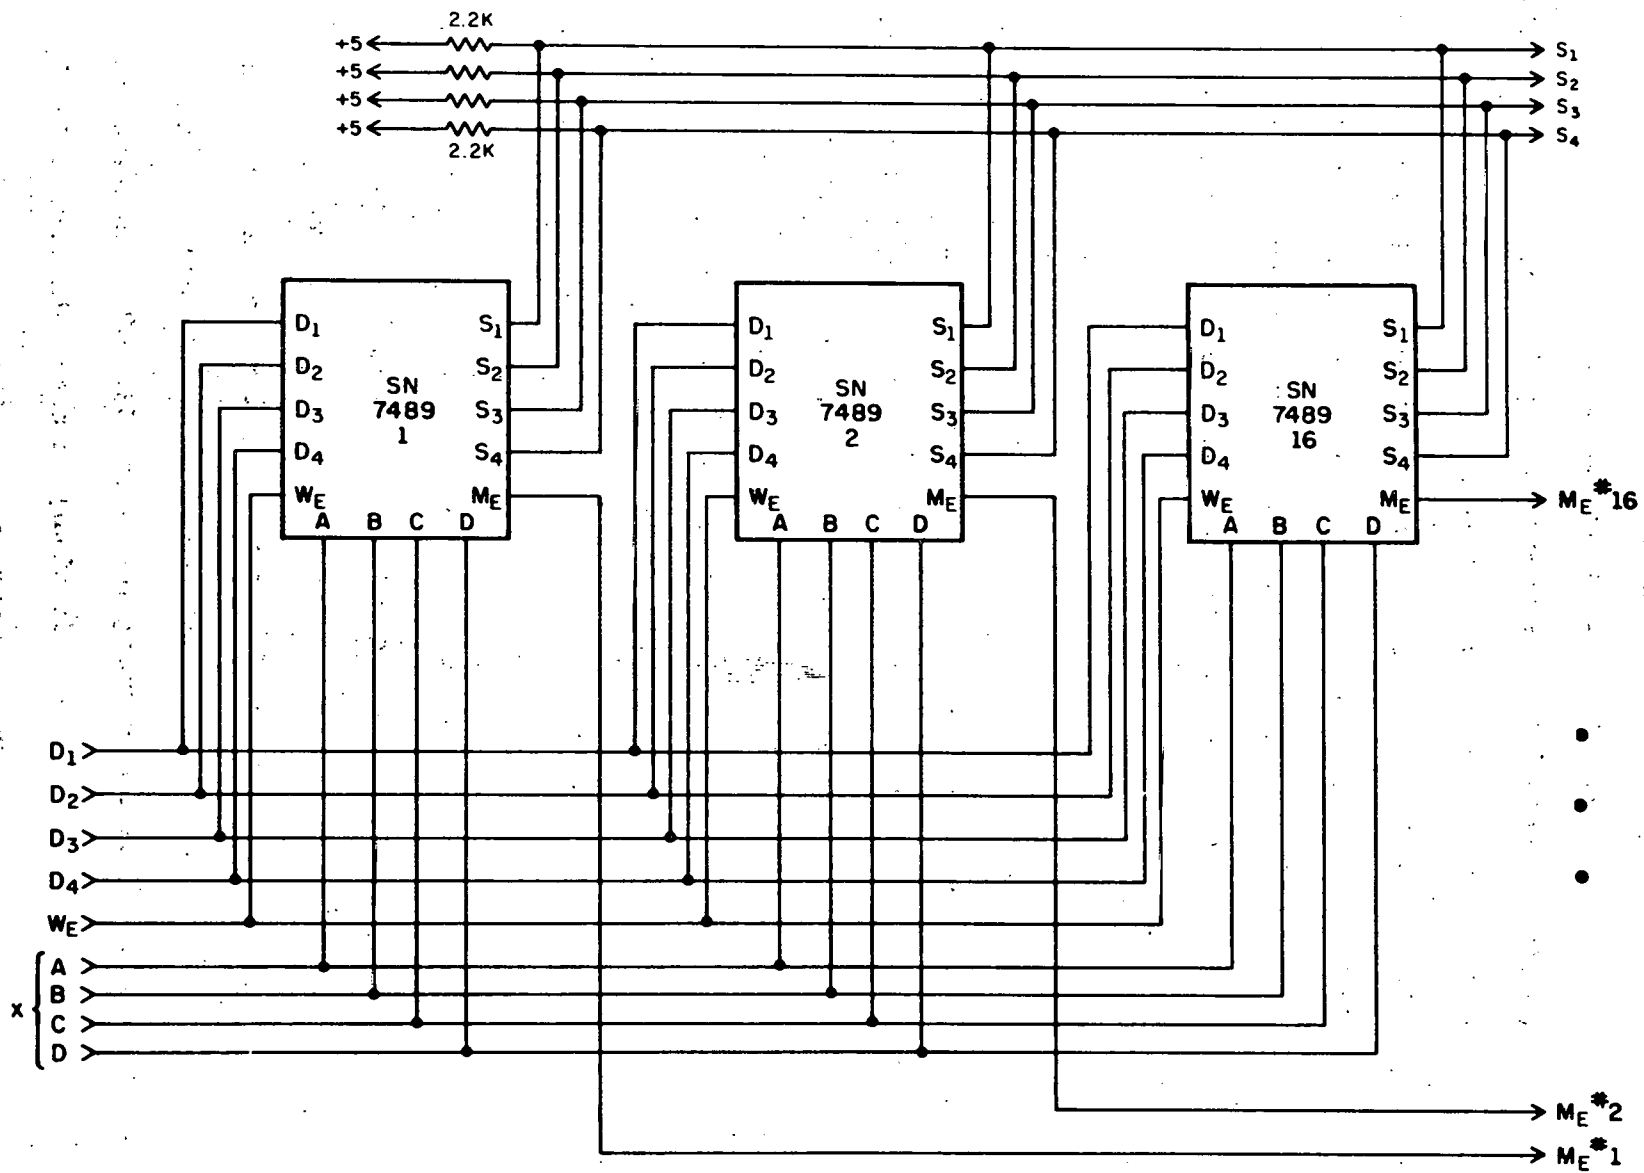 2.2K
+5
+5
+5
+5
2.2K
S1
S2
S3
S4
D1
D2
D3
D4
WE
A B C D
S1
S2
S3
S4
ME
SN
7489
1
D1
D2
D3
D4
WE
A B C D
S1
S2
S3
S4
ME
SN
7489
2
D1
D2
D3
D4
WE
A B C D
S1
S2
S3
S4
ME
SN
7489
16
ME#16
D1
D2
D3
D4
WE
X
A
B
C
D
ME#2
ME#1